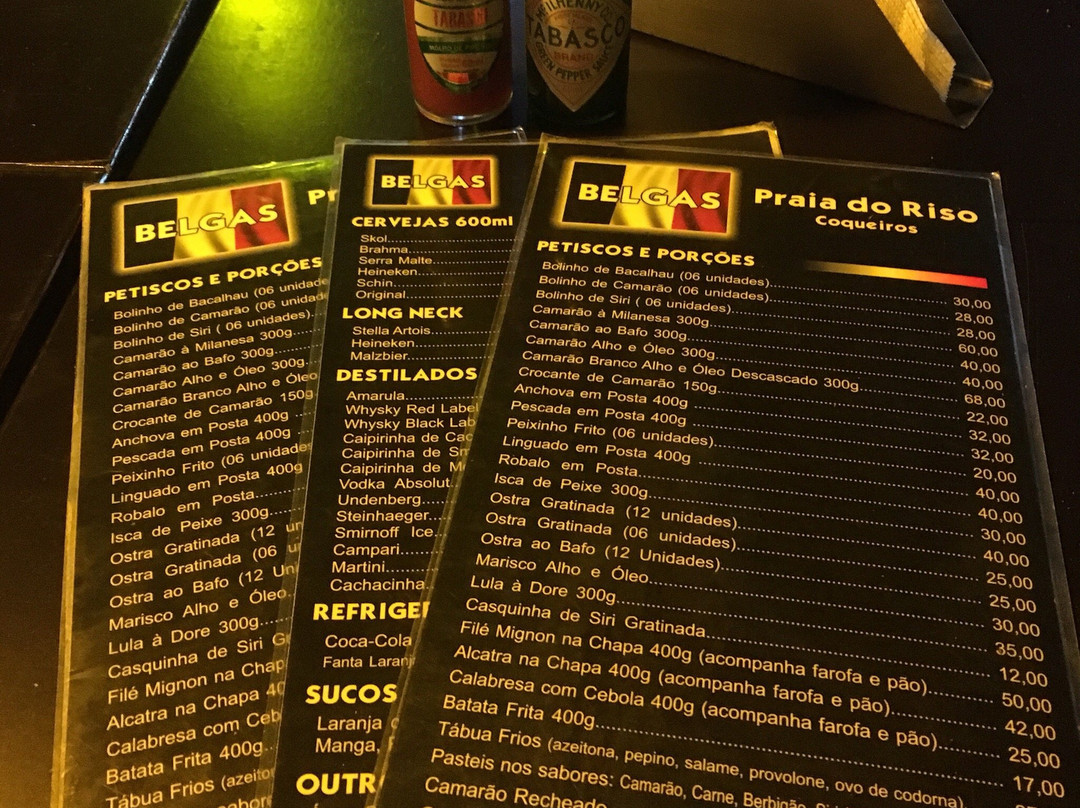 TABASCO
McILHENNY CO
TABASCO
BRAND
GREEN PEPPER SAUCE
BELGAS
Pr
PETISCOS E PORÇÕES
Bolinho de Bacalhau (06 unidade
Bolinho de Camarão (06 unidad
Bolinho de Siri ( 06 unidades)
Camarão à Milanesa 300g
Camarão ao Bafo 300g
Camarão Alho e Óleo 300g
Camarão Branco Alho e Óleo
Crocante de Camarão 150g
Anchova em Posta 400g
Pescada em Posta 400g
Peixinho Frito (06 unidades
Linguado em Posta 400g
Robalo em Posta
Isca de Peixe 300g
Ostra Gratinada (12 un
Ostra Gratinada (06 u
Ostra ao Bafo (12 Un
Marisco Alho e Óleo
Lula à Dore 300g
Casquinha de Siri G
Filé Mignon na Chap
Alcatra na Chapa 40
Calabresa com Ceb
Batata Frita 400g
Tábua Frios (azeito
BELGAS
CERVEJAS 600ml
Skol
Brahma
Serra Malte
Heineken
Schin
Original
LONG NECK
Stella Artois
Heineken
Malzbier
DESTILADOS
Amarula
Whysky Red Label
Whysky Black Lab
Caipirinha de Cac
Caipirinha de Sm
Caipirinha de M
Vodka Absolut
Undenberg
Steinhaeger
Smirnoff Ice
Campari
Martini
Cachacinha
REFRIGE
Coca-Cola
Fanta Laranj
SUCOS
Laranja
Manga,
OUTR
BELGAS
Praia do Riso
Coqueiros
PETISCOS E PORÇÕES
Bolinho de Bacalhau (06 unidades) 30,00
Bolinho de Camarão (06 unidades) 28,00
Bolinho de Siri ( 06 unidades) 28,00
Camarão à Milanesa 300g 60,00
Camarão ao Bafo 300g 40,00
Camarão Alho e Óleo 300g 40,00
Camarão Branco Alho e Óleo Descascado 300g 68,00
Crocante de Camarão 150g 22,00
Anchova em Posta 400g 32,00
Pescada em Posta 400g 32,00
Peixinho Frito (06 unidades) 20,00
Linguado em Posta 400g 40,00
Robalo em Posta 40,00
Isca de Peixe 300g 30,00
Ostra Gratinada (12 unidades) 40,00
Ostra Gratinada (06 unidades) 25,00
Ostra ao Bafo (12 Unidades) 25,00
Marisco Alho e Óleo 30,00
Lula à Dore 300g 35,00
Casquinha de Siri Gratinada 12,00
Filé Mignon na Chapa 400g (acompanha farofa e pão) 50,00
Alcatra na Chapa 400g (acompanha farofa e pão) 42,00
Calabresa com Cebola 400g (acompanha farofa e pão) 25,00
Batata Frita 400g 17,00
Tábua Frios (azeitona, pepino, salame, provolone, ovo de codorna)
Pasteis nos sabores: Camarão, Carne, Berbigão,
Camarão Recheado